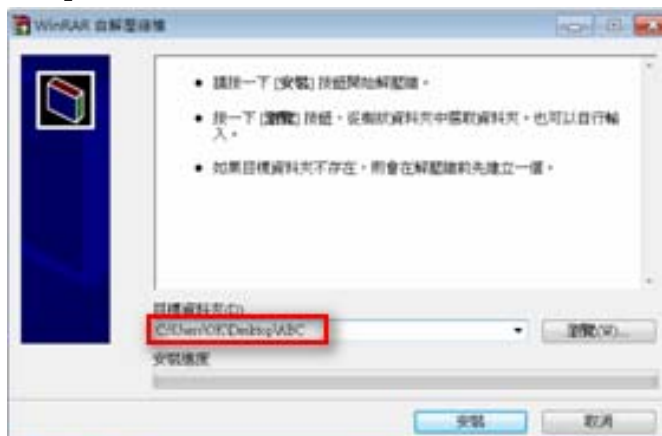 WinRAR 自解壓縮檔
請按一下 [安裝] 按鈕開始解壓縮。
按一下 [瀏覽] 按鈕，從樹狀資料夾中選取資料夾。也可以自行輸
入。
如果目標資料夾不存在，則會在解壓縮前先建立一個。
目標資料夾(D)
C:\User\OK\Desktop\ABC
瀏覽(W)...
安裝進度
安裝
取消